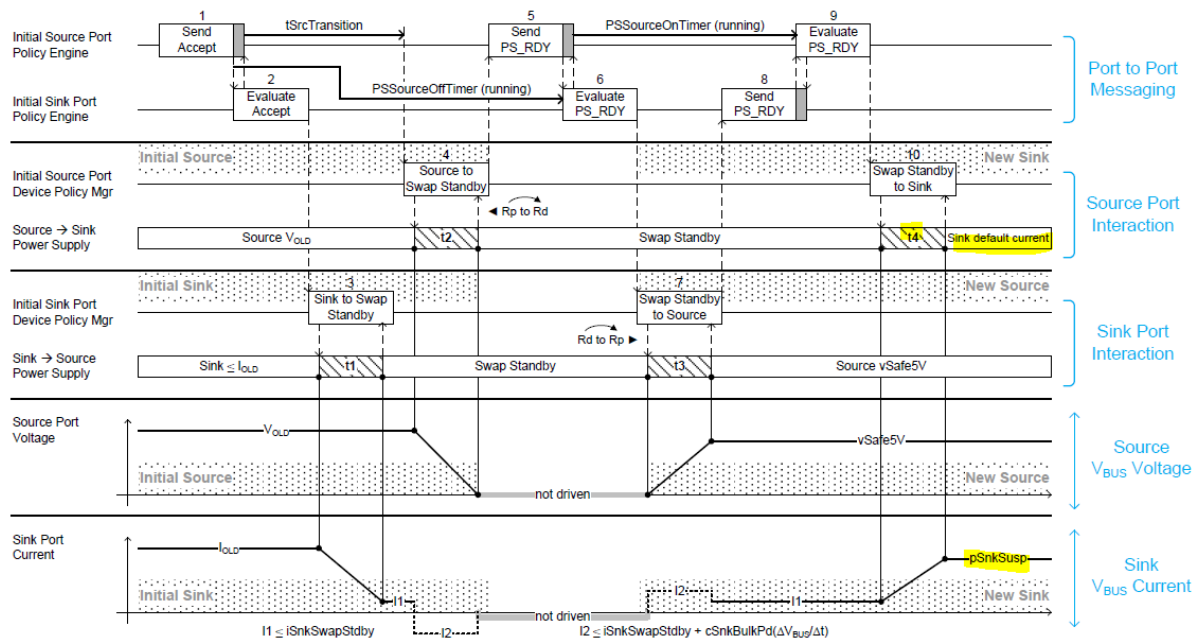 1
5
9
Initial Source Port
Policy Engine
Send
Accept
tSrcTransition
Send
PS_RDY
PSSourceOnTimer (running)
Evaluate
PS_RDY
Port to Port
Messaging
2
6
8
Initial Sink Port
Policy Engine
Evaluate
Accept
PSSourceOffTimer (running)
Evaluate
PS_RDY
Send
PS_RDY
Initial Source
4
10
New Sink
Initial Source Port
Device Policy Mgr
Source to
Swap Standby
Swap Standby
to Sink
◄ Rp to Rd
Source → Sink
Power Supply
Source VOLD
t2
Swap Standby
t4
Sink default current
Source Port
Interaction
Initial Sink
3
7
New Source
Initial Sink Port
Device Policy Mgr
Sink to Swap
Standby
Swap Standby
to Source
Rd to Rp ►
Sink → Source
Power Supply
Sink ≤ IOLD
t1
Swap Standby
t3
Source vSafe5V
Sink Port
Interaction
Source Port
Voltage
VOLD
vSafe5V
Initial Source
not driven
New Source
Source
VBUS Voltage
Sink Port
Current
IOLD
pSnkSusp
Initial Sink
I1
I2
not driven
I2
I1
New Sink
I1 ≤ iSnkSwapStdby
I2 ≤ iSnkSwapStdby + cSnkBulkPd(ΔVBUS/Δt)
Sink
VBUS Current